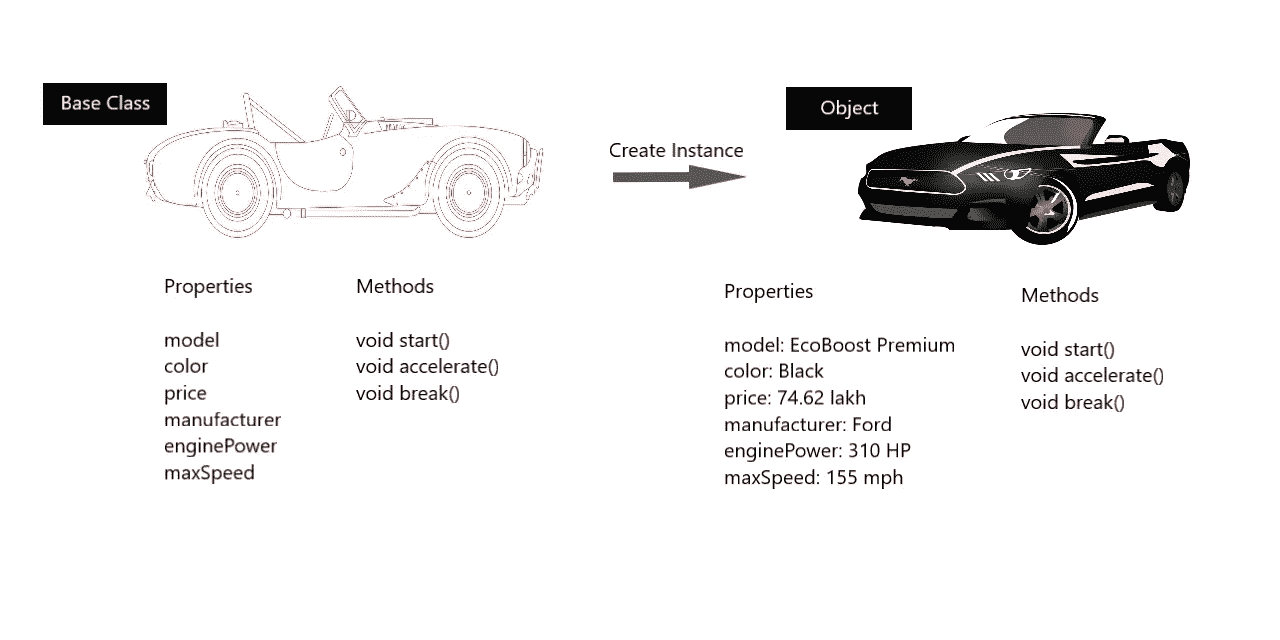 Base Class
Create Instance
Object
Properties
model
color
price
manufacturer
enginePower
maxSpeed
Methods
void start()
void accelerate()
void break()
Properties
model: EcoBoost Premium
color: Black
price: 74.62 lakh
manufacturer: Ford
enginePower: 310 HP
maxSpeed: 155 mph
Methods
void start()
void accelerate()
void break()